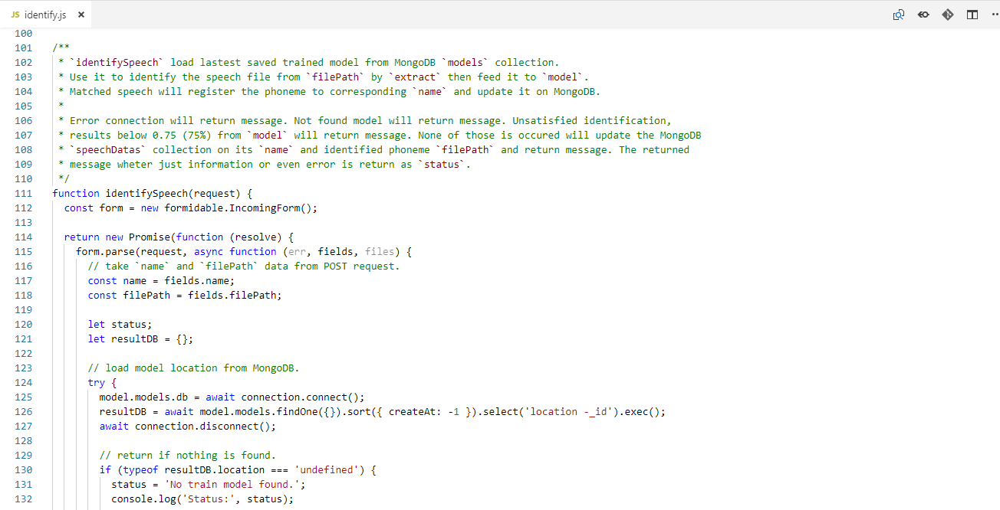 JS identify.js ×
100
101 /**
102  * `identifySpeech` load lastest saved trained model from MongoDB `models` collection.
103  * Use it to identify the speech file from `filePath` by `extract` then feed it to `model`.
104  * Matched speech will register the phoneme to corresponding `name` and update it on MongoDB.
105  *
106  * Error connection will return message. Not found model will return message. Unsatisfied identification,
107  * results below 0.75 (75%) from `model` will return message. None of those is occured will update the MongoDB
108  * `speechDatas` collection on its `name` and identified phoneme `filePath` and return message. The returned
109  * message wheter just information or even error is return as `status`.
110  */
111 function identifySpeech(request) {
112   const form = new formidable.IncomingForm();
113
114   return new Promise(function (resolve) {
115     form.parse(request, async function (err, fields, files) {
116       // take `name` and `filePath` data from POST request.
117       const name = fields.name;
118       const filePath = fields.filePath;
119
120       let status;
121       let resultDB = {};
122
123       // load model location from MongoDB.
124       try {
125         model.models.db = await connection.connect();
126         resultDB = await model.models.findOne({}).sort({ createAt: -1 }).select('location -_id').exec();
127         await connection.disconnect();
128
129         // return if nothing is found.
130         if (typeof resultDB.location === 'undefined') {
131           status = 'No train model found.';
132           console.log('Status:', status);